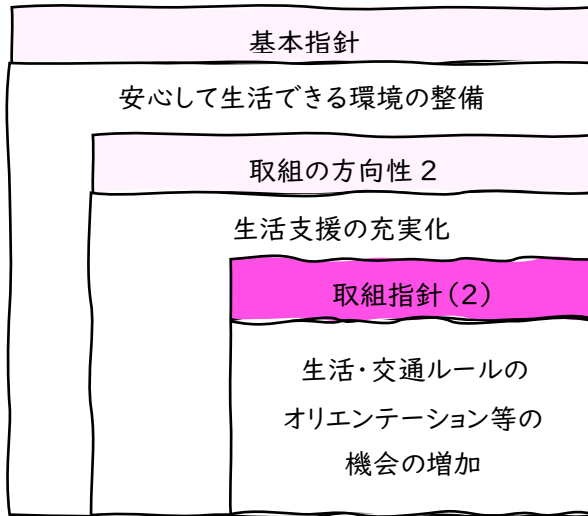 基本指針
安心して生活できる環境の整備
取組の方向性 2
生活支援の充実化
取組指針(2)
生活・交通ルールの
オリエンテーション等の
機会の増加